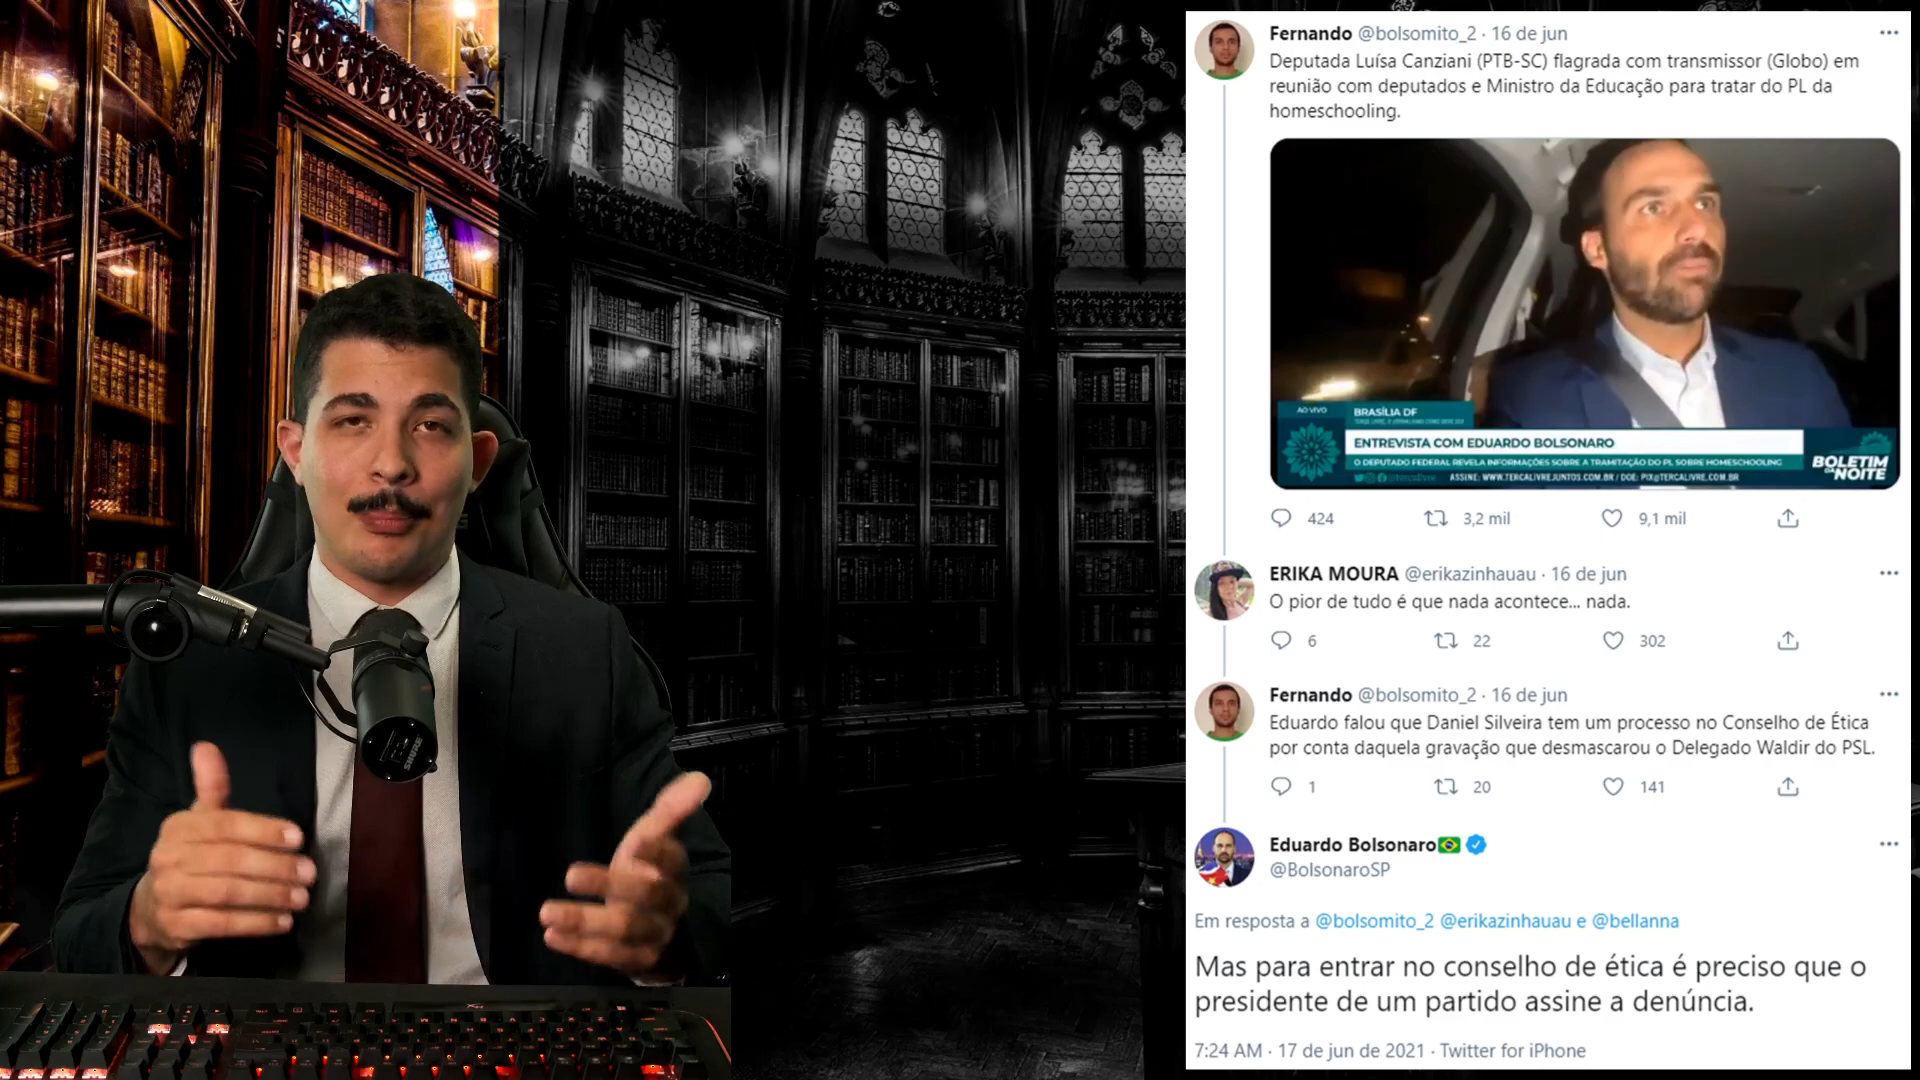 Fernando @bolsomito_2 · 16 de jun
Deputada Luísa Canziani (PTB-SC) flagrada com transmissor (Globo) em
reunião com deputados e Ministro da Educação para tratar do PL da
homeschooling.
AO VIVO
BRASÍLIA DF
ENTREVISTA COM EDUARDO BOLSONARO
O DEPUTADO FEDERAL REVELA INFORMAÇÕES SOBRE A TRAMITAÇÃO DO PL SOBRE HOMESCHOOLING
ASSINE: WWW.TERCALIVREJUNTOS.COM.BR / DOE: PIX@TERCALIVRE.COM.BR
BOLETIM
DA NOITE
424 3,2 mil 9,1 mil
ERIKA MOURA @erikazinhauau · 16 de jun
O pior de tudo é que nada acontece... nada.
6 22 302
Fernando @bolsomito_2 · 16 de jun
Eduardo falou que Daniel Silveira tem um processo no Conselho de Ética
por conta daquela gravação que desmascarou o Delegado Waldir do PSL.
1 20 141
Eduardo Bolsonaro
@BolsonaroSP
Em resposta a @bolsomito_2 @erikazinhauau e @bellanna
Mas para entrar no conselho de ética é preciso que o
presidente de um partido assine a denúncia.
7:24 AM · 17 de jun de 2021 · Twitter for iPhone
SHURE